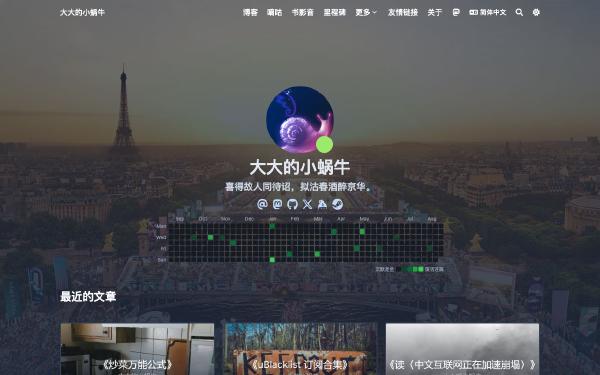 大大的小蜗牛
博客 嘀咕 书影音 里程碑 更多 友情链接 关于 简体中文
大大的小蜗牛
喜得故人同待诏，拟沽春酒醉京华。
Sep Oct Nov Dec Jan Feb Mar Apr May Jun Jul Aug
Mon
Wed
Fri
Sun
最近的文章
《炒菜万能公式》
《uBlacklist 订阅合集》
《读《中文互联网正在加速崩塌》》